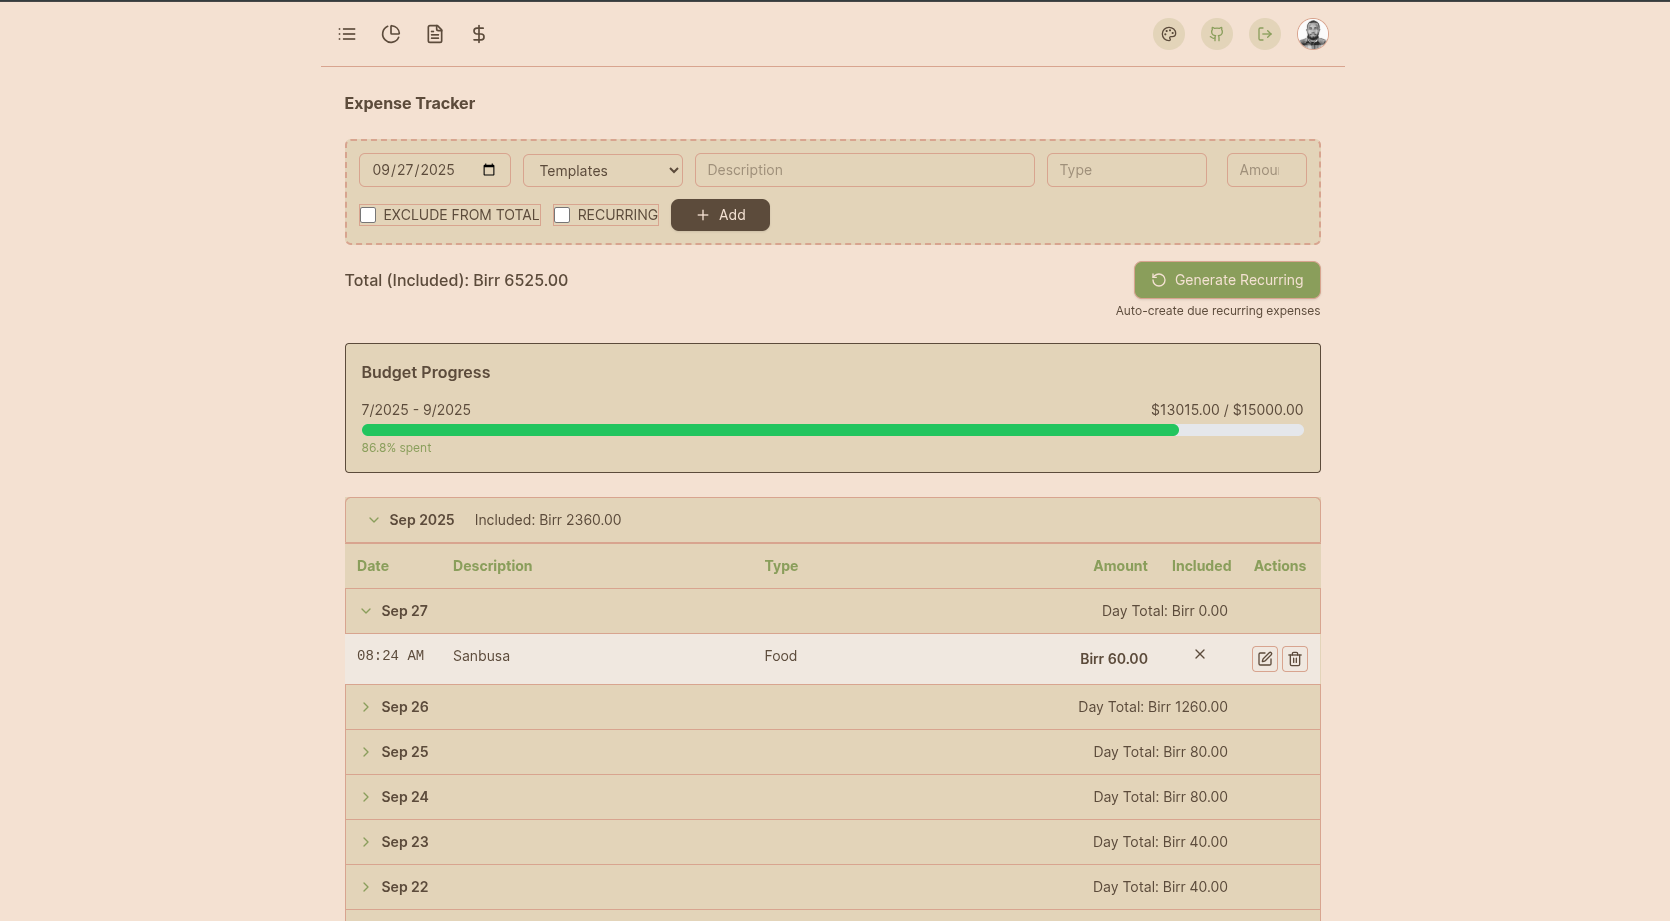 Expense Tracker
09/27/2025 Templates Description Type Amou
EXCLUDE FROM TOTAL RECURRING + Add
Total (Included): Birr 6525.00 Generate Recurring
Auto-create due recurring expenses
Budget Progress
7/2025 - 9/2025 $13015.00 / $15000.00
86.8% spent
Sep 2025 Included: Birr 2360.00
Date Description Type Amount Included Actions
Sep 27 Day Total: Birr 0.00
08:24 AM Sanbusa Food Birr 60.00 ×
Sep 26 Day Total: Birr 1260.00
Sep 25 Day Total: Birr 80.00
Sep 24 Day Total: Birr 80.00
Sep 23 Day Total: Birr 40.00
Sep 22 Day Total: Birr 40.00